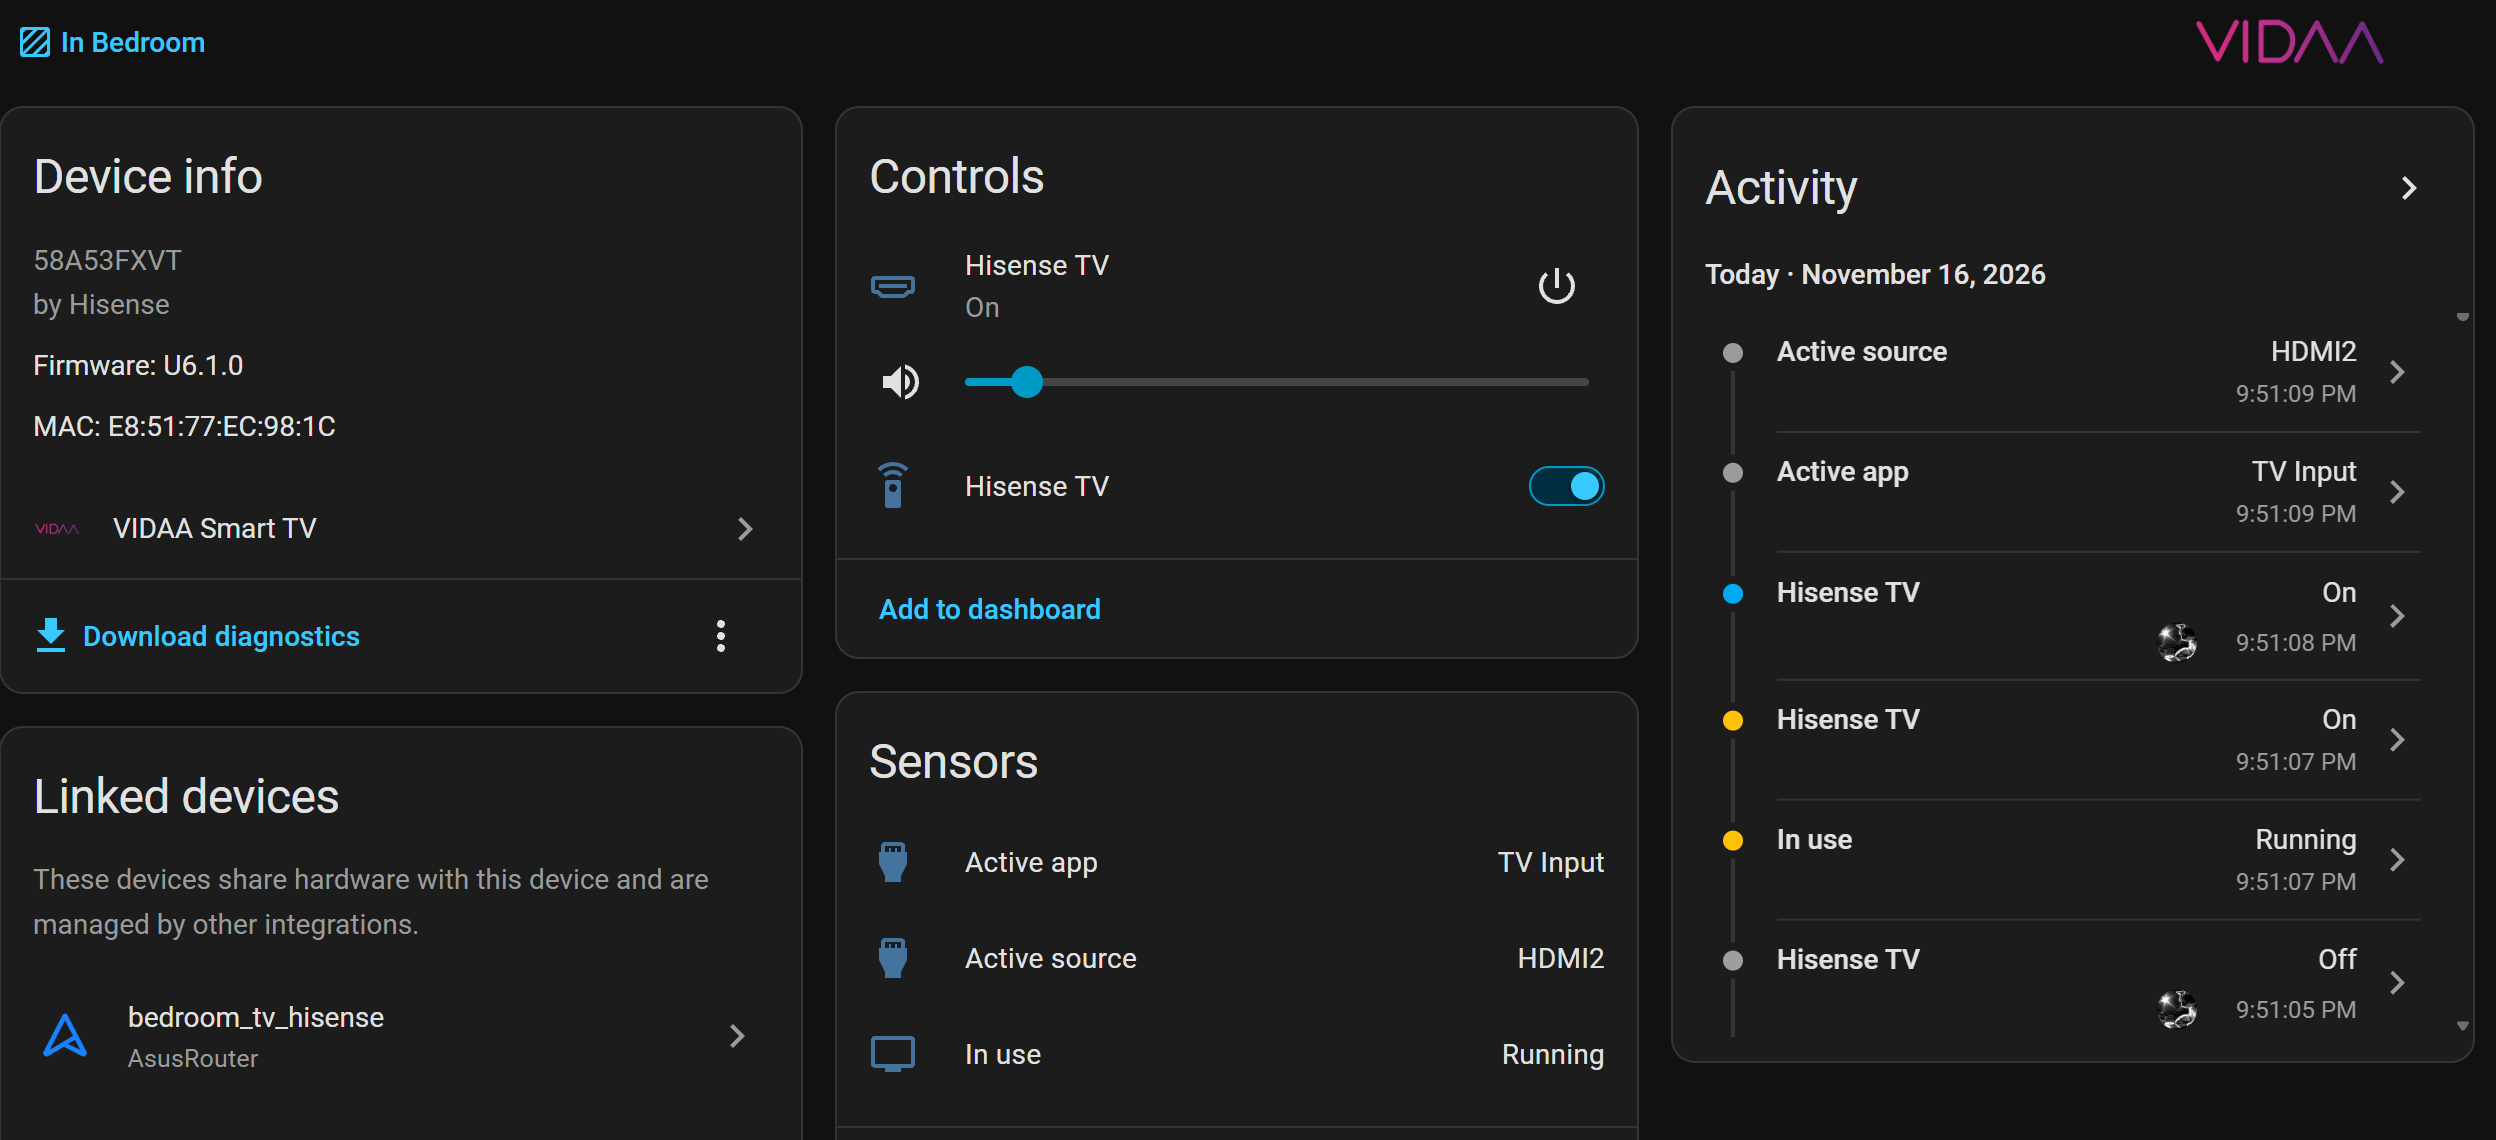 In Bedroom
VIDAA
Device info
58A53FXVT
by Hisense
Firmware: U6.1.0
MAC: E8:51:77:EC:98:1C
VIDAA VIDAA Smart TV
Download diagnostics
Linked devices
These devices share hardware with this device and are
managed by other integrations.
bedroom_tv_hisense
AsusRouter
Controls
Hisense TV
On
Hisense TV
Add to dashboard
Sensors
Active app TV Input
Active source HDMI2
In use Running
Activity
Today · November 16, 2026
Active source HDMI2
9:51:09 PM
Active app TV Input
9:51:09 PM
Hisense TV On
9:51:08 PM
Hisense TV On
9:51:07 PM
In use Running
9:51:07 PM
Hisense TV Off
9:51:05 PM